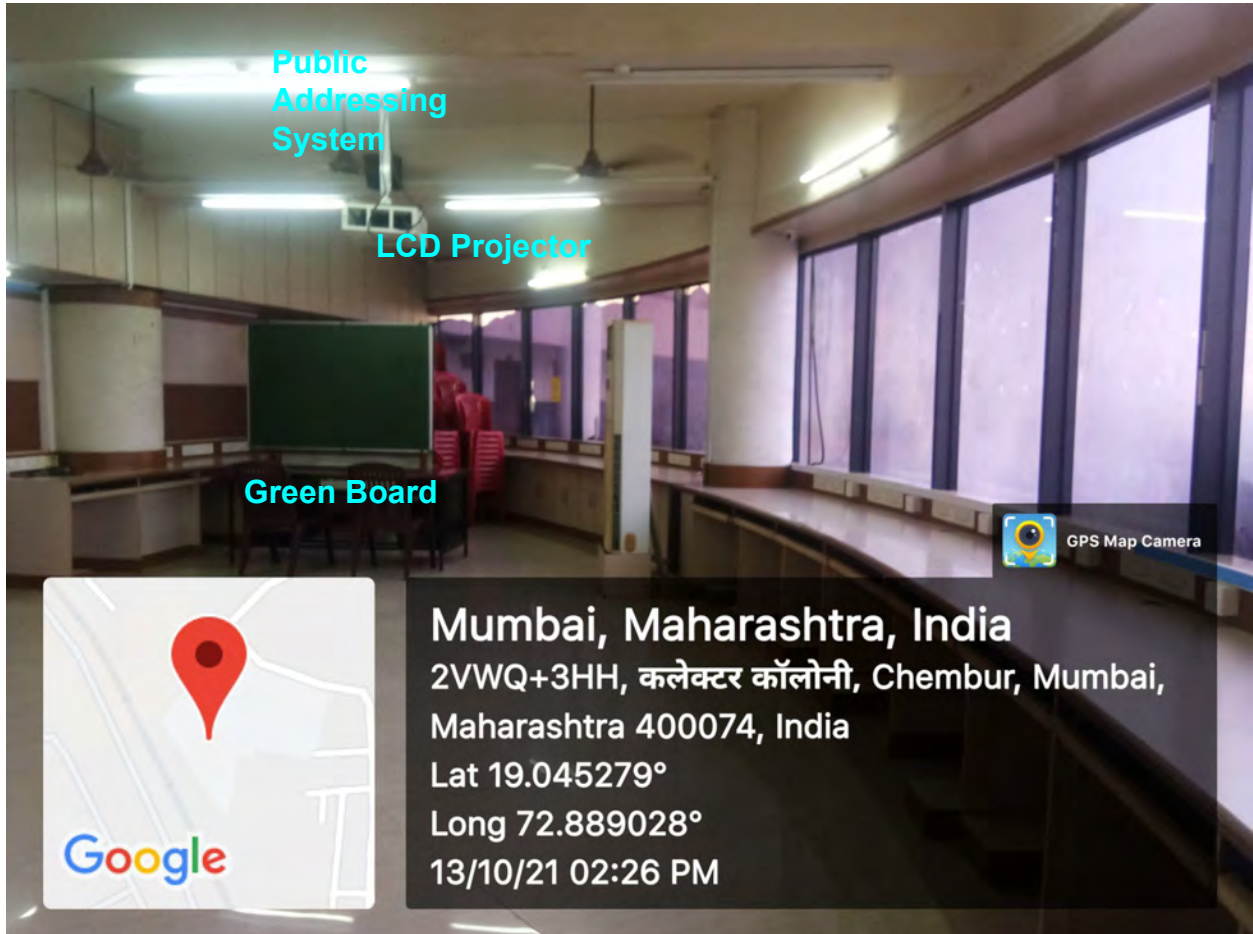 Public
Addressing
System
LCD Projector
Green Board
GPS Map Camera
Mumbai, Maharashtra, India
2VWQ+3HH, कलेक्टर कॉलोनी, Chembur, Mumbai,
Maharashtra 400074, India
Lat 19.045279°
Long 72.889028°
13/10/21 02:26 PM
Google